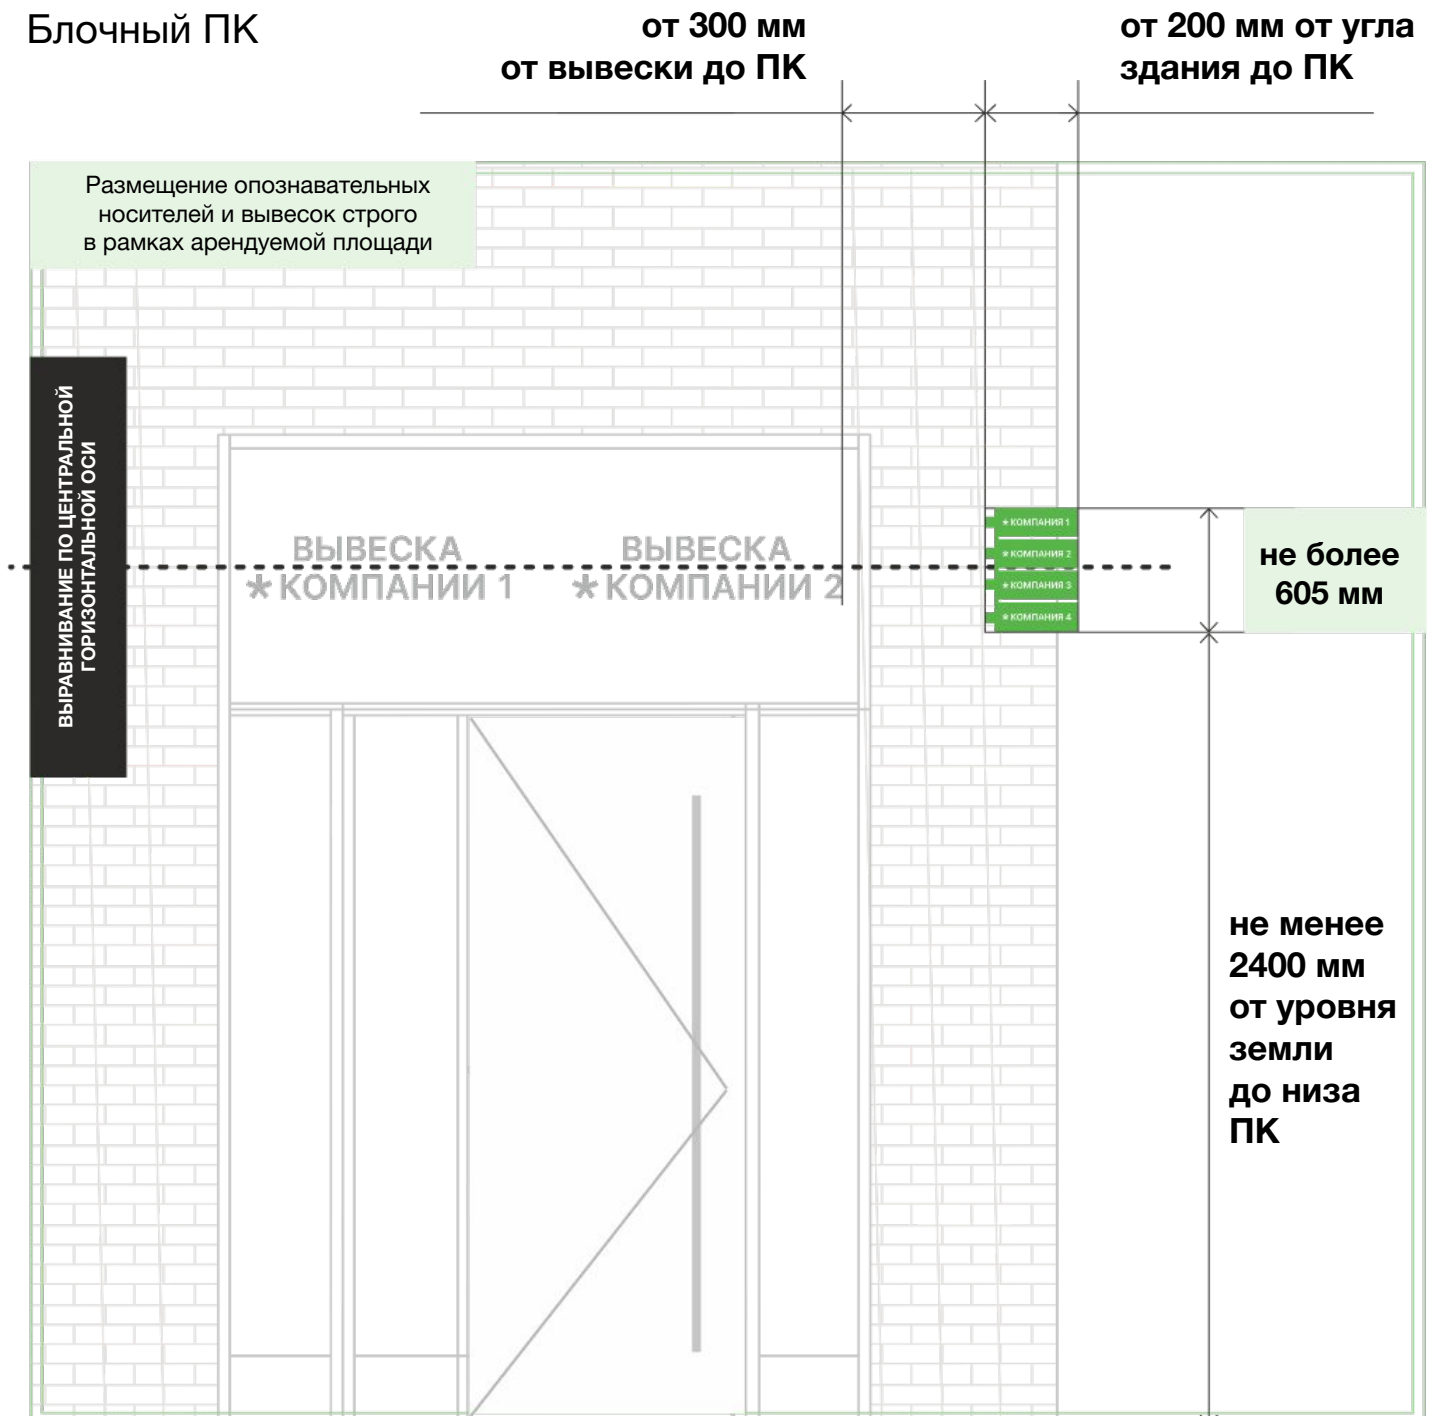 Блочный ПК
от 300 мм
от вывески до ПК
от 200 мм от угла
здания до ПК
Размещение опознавательных
носителей и вывесок строго
в рамках арендуемой площади
ВЫРАВНИВАНИЕ ПО ЦЕНТРАЛЬНОЙ
ГОРИЗОНТАЛЬНОЙ ОСИ
ВЫВЕСКА
* КОМПАНИИ 1
ВЫВЕСКА
* КОМПАНИИ 2
* КОМПАНИЯ 1
* КОМПАНИЯ 2
* КОМПАНИЯ 3
* КОМПАНИЯ 4
не более
605 мм
не менее
2400 мм
от уровня
земли
до низа
ПК